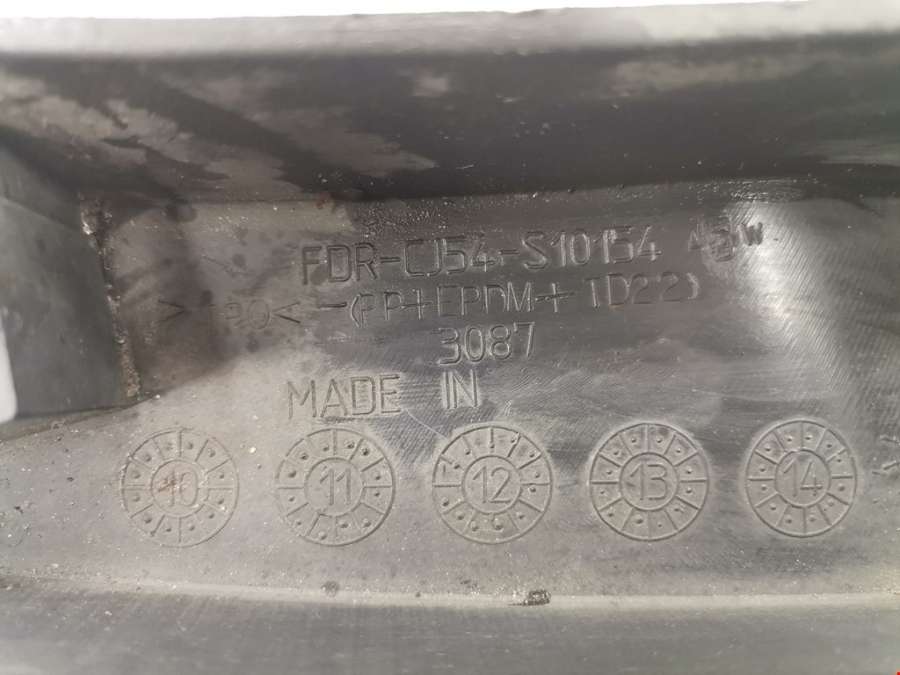 FDR-CJ54-S10154
-(PP+EPDM+TD22)
3087
MADE IN
10 11 12 13 14